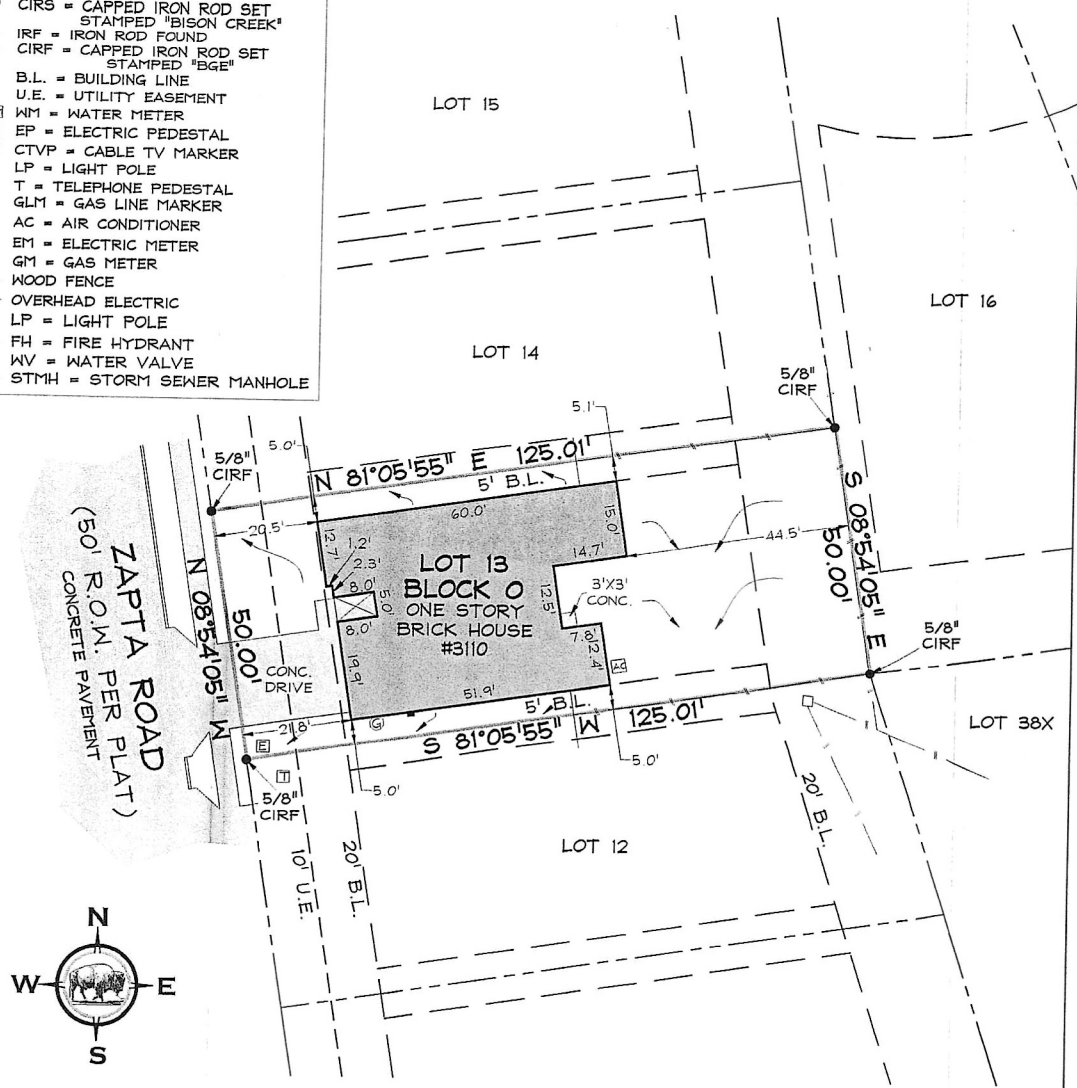 CIRS = CAPPED IRON ROD SET
STAMPED "BISON CREEK"
IRF = IRON ROD FOUND
CIRF = CAPPED IRON ROD SET
STAMPED "BGE"
B.L. = BUILDING LINE
U.E. = UTILITY EASEMENT
WM = WATER METER
EP = ELECTRIC PEDESTAL
CTVP = CABLE TV MARKER
LP = LIGHT POLE
T = TELEPHONE PEDESTAL
GLM = GAS LINE MARKER
AC = AIR CONDITIONER
EM = ELECTRIC METER
GM = GAS METER
WOOD FENCE
OVERHEAD ELECTRIC
LP = LIGHT POLE
FH = FIRE HYDRANT
WV = WATER VALVE
STMH = STORM SEWER MANHOLE
LOT 15
LOT 16
LOT 14
5/8"
CIRF
5.1'
5.0'
5/8"
CIRF
N 81°05'55" E 125.01'
5' B.L.
60.0'
20.5'
15.0'
44.5'
S 08°54'05" E
50.00'
12.7'
1.2'
2.3'
8.0'
5.0'
8.0'
19.9'
LOT 13
BLOCK O
ONE STORY
BRICK HOUSE
#3110
14.7'
12.5'
3'X3'
CONC.
7.8'
12.4'
AC
5/8"
CIRF
ZAPTA ROAD
(50' R.O.W. PER PLAT)
CONCRETE PAVEMENT
N 08°54'05" W
50.00'
CONC.
DRIVE
51.9'
5' B.L.
21.8'
G
E
T
S 81°05'55" W 125.01'
5.0'
5.0'
5/8"
CIRF
LOT 38X
LOT 12
10' U.E.
20' B.L.
20' B.L.
N
W
E
S